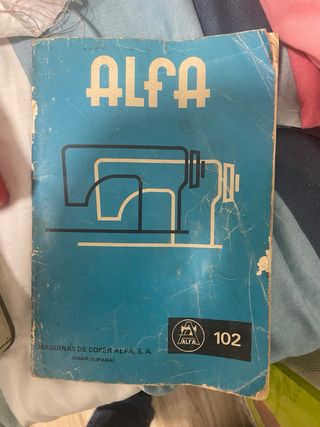 ALFA
MAQUINAS DE COSER ALFA, S. A.
EIBAR (ESPAÑA)
ALFA
102